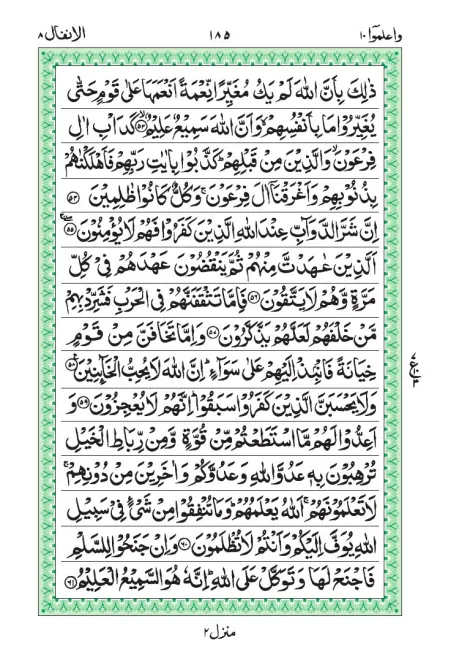 واعلموا ١٠
١٨٥
الانفال ٨
ذٰلِكَ بِاَنَّ اللّٰهَ لَمْ يَكُ مُغَيِّرًا نِّعْمَةً اَنْعَمَهَا عَلٰى قَوْمٍ حَتّٰى
يُغَيِّرُوْا مَا بِاَنْفُسِهِمْ ۙ وَاَنَّ اللّٰهَ سَمِيْعٌ عَلِيْمٌ ۙ‏﴿۵۳﴾ كَدَاْبِ اٰلِ
فِرْعَوْنَ ۙ وَالَّذِيْنَ مِنْ قَبْلِهِمْ ؕ كَذَّبُوْا بِاٰيٰتِ رَبِّهِمْ فَاَهْلَكْنٰهُمْ
بِذُنُوْبِهِمْ وَاَغْرَقْنَاۤ اٰلَ فِرْعَوْنَ ۚ وَكُلٌّ كَانُوْا ظٰلِمِيْنَ ﴿۵۴﴾
اِنَّ شَرَّ الدَّوَآبِّ عِنْدَ اللّٰهِ الَّذِيْنَ كَفَرُوْا فَهُمْ لَا يُؤْمِنُوْنَ ۖ ﴿۵۵﴾
اَلَّذِيْنَ عٰهَدْتَّ مِنْهُمْ ثُمَّ يَنْقُضُوْنَ عَهْدَهُمْ فِيْ كُلِّ
مَرَّةٍ وَّهُمْ لَا يَتَّقُوْنَ ﴿۵۶﴾ فَاِمَّا تَثْقَفَنَّهُمْ فِى الْحَرْبِ فَشَرِّدْ بِهِمْ
مَّنْ خَلْفَهُمْ لَعَلَّهُمْ يَذَّكَّرُوْنَ ﴿۵۷﴾ وَاِمَّا تَخَافَنَّ مِنْ قَوْمٍ
خِيَانَةً فَانْۢبِذْ اِلَيْهِمْ عَلٰى سَوَآءٍ ؕ اِنَّ اللّٰهَ لَا يُحِبُّ الْخَآئِنِيْنَ ﴿۵۸﴾
وَلَا يَحْسَبَنَّ الَّذِيْنَ كَفَرُوْا سَبَقُوْا ؕ اِنَّهُمْ لَا يُعْجِزُوْنَ ﴿۵۹﴾ وَ
اَعِدُّوْا لَهُمْ مَّا اسْتَطَعْتُمْ مِّنْ قُوَّةٍ وَّمِنْ رِّبَاطِ الْخَيْلِ
تُرْهِبُوْنَ بِهٖ عَدُوَّ اللّٰهِ وَعَدُوَّكُمْ وَاٰخَرِيْنَ مِنْ دُوْنِهِمْ ۚ
لَا تَعْلَمُوْنَهُمْ ۚ اَللّٰهُ يَعْلَمُهُمْ ؕ وَمَا تُنْفِقُوْا مِنْ شَىْءٍ فِيْ سَبِيْلِ
اللّٰهِ يُوَفَّ اِلَيْكُمْ وَاَنْتُمْ لَا تُظْلَمُوْنَ ﴿۶۰﴾ وَاِنْ جَنَحُوْا لِلسَّلْمِ
فَاجْنَحْ لَهَا وَتَوَكَّلْ عَلَى اللّٰهِ ؕ اِنَّهٗ هُوَ السَّمِيْعُ الْعَلِيْمُ ﴿۶۱﴾
منزل ٢